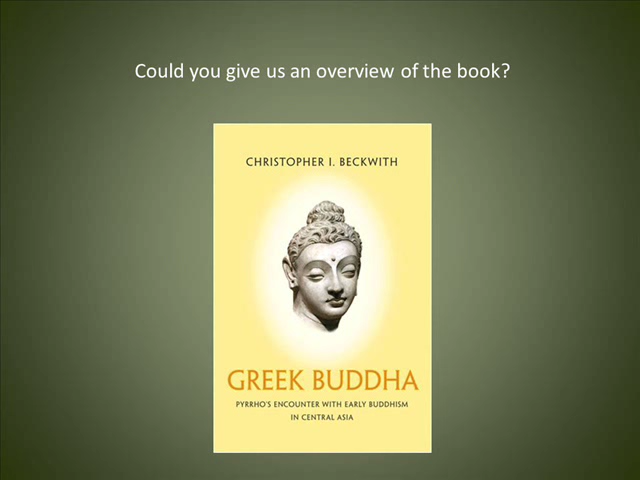 Could you give us an overview of the book?
CHRISTOPHER I. BECKWITH
GREEK BUDDHA
PYRRHO'S ENCOUNTER WITH EARLY BUDDHISM
IN CENTRAL ASIA